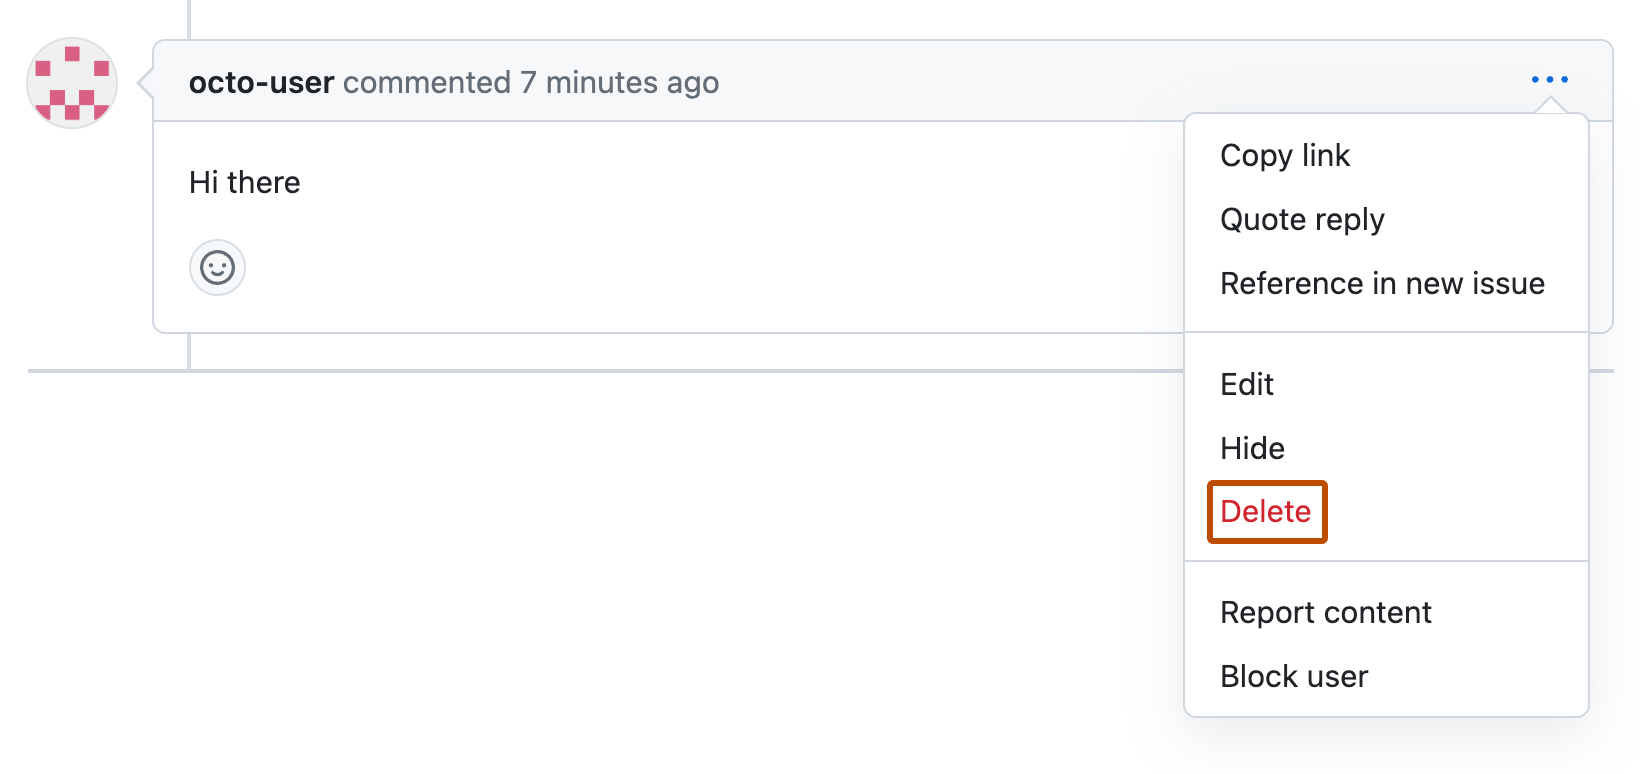 octo-user commented 7 minutes ago
Hi there
Copy link
Quote reply
Reference in new issue
Edit
Hide
Delete
Report content
Block user